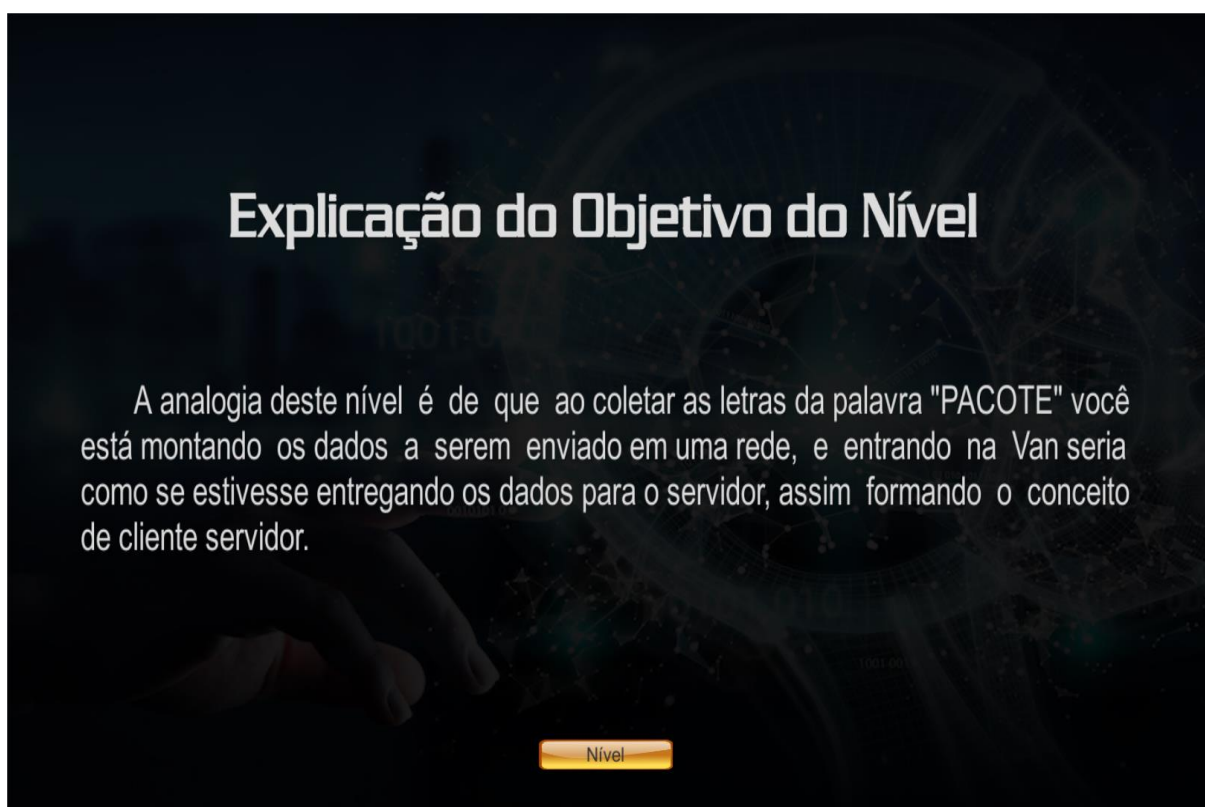 Explicação do Objetivo do Nível
A analogia deste nível é de que ao coletar as letras da palavra "PACOTE" você
está montando os dados a serem enviado em uma rede, e entrando na Van seria
como se estivesse entregando os dados para o servidor, assim formando o conceito
de cliente servidor.
Nível